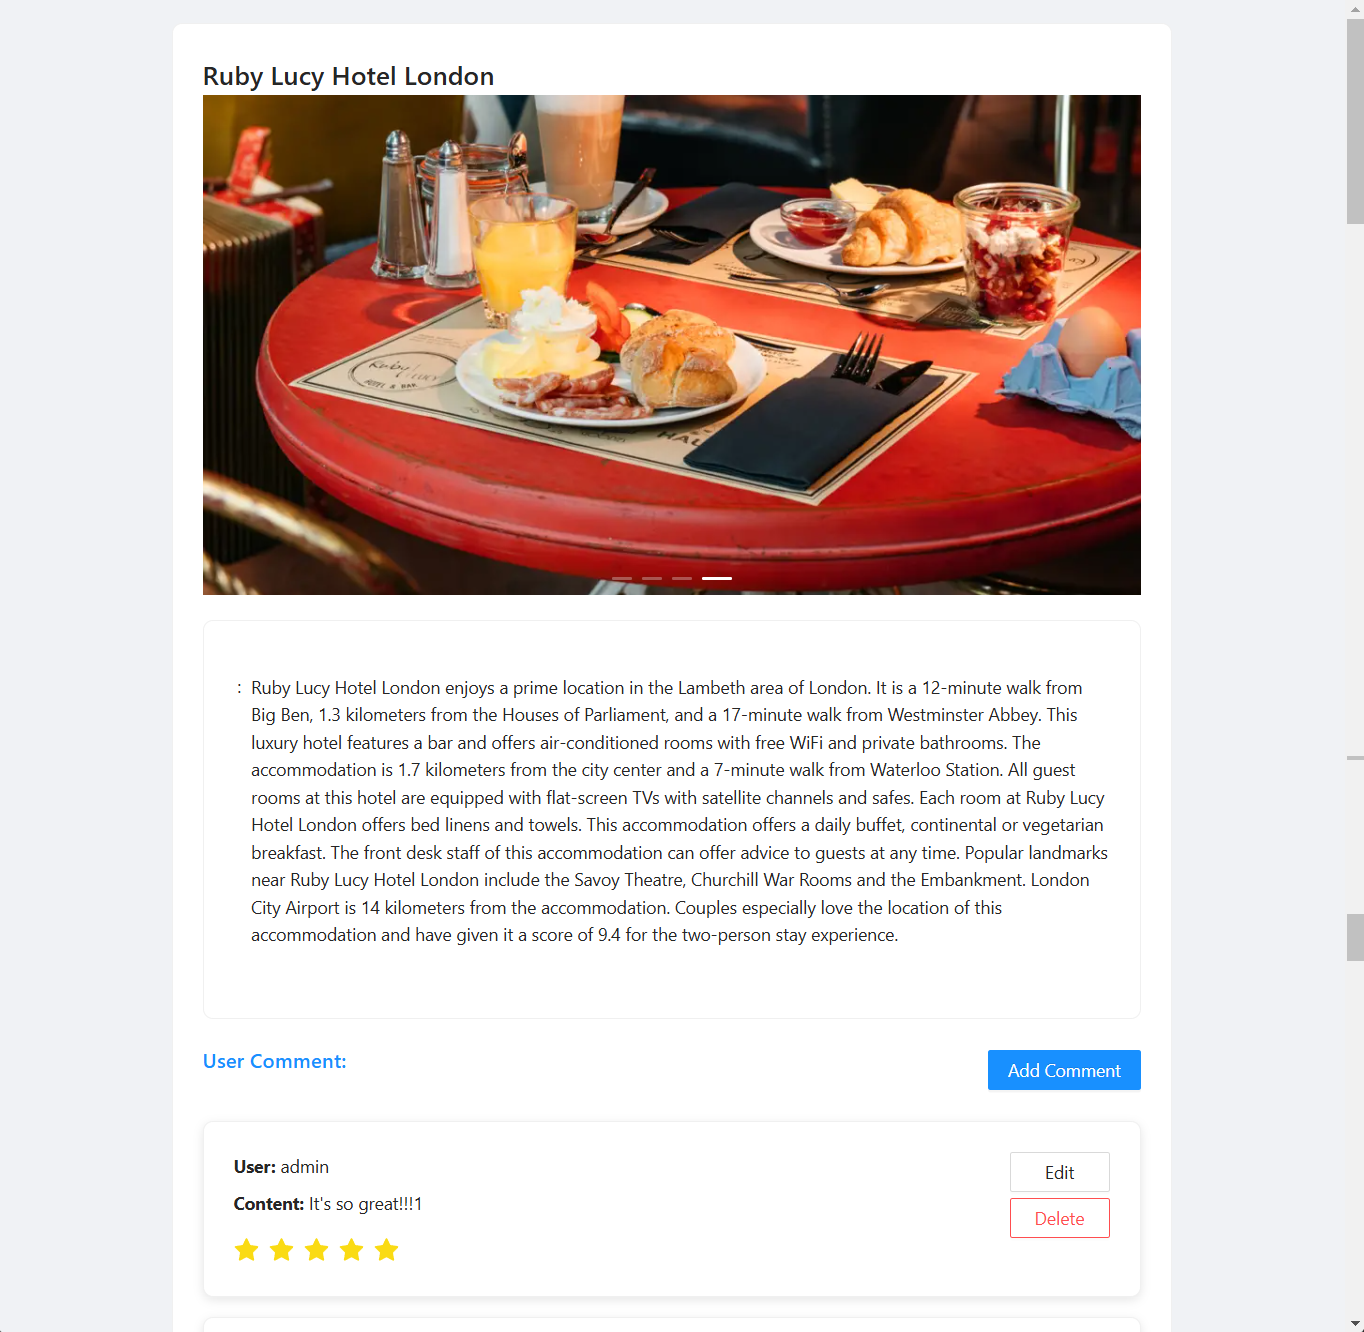 Ruby Lucy Hotel London
Ruby LUCY
HOTEL & BAR
HAL
: Ruby Lucy Hotel London enjoys a prime location in the Lambeth area of London. It is a 12-minute walk from
Big Ben, 1.3 kilometers from the Houses of Parliament, and a 17-minute walk from Westminster Abbey. This
luxury hotel features a bar and offers air-conditioned rooms with free WiFi and private bathrooms. The
accommodation is 1.7 kilometers from the city center and a 7-minute walk from Waterloo Station. All guest
rooms at this hotel are equipped with flat-screen TVs with satellite channels and safes. Each room at Ruby Lucy
Hotel London offers bed linens and towels. This accommodation offers a daily buffet, continental or vegetarian
breakfast. The front desk staff of this accommodation can offer advice to guests at any time. Popular landmarks
near Ruby Lucy Hotel London include the Savoy Theatre, Churchill War Rooms and the Embankment. London
City Airport is 14 kilometers from the accommodation. Couples especially love the location of this
accommodation and have given it a score of 9.4 for the two-person stay experience.
User Comment:
Add Comment
User: admin
Edit
Content: It's so great!!!1
Delete